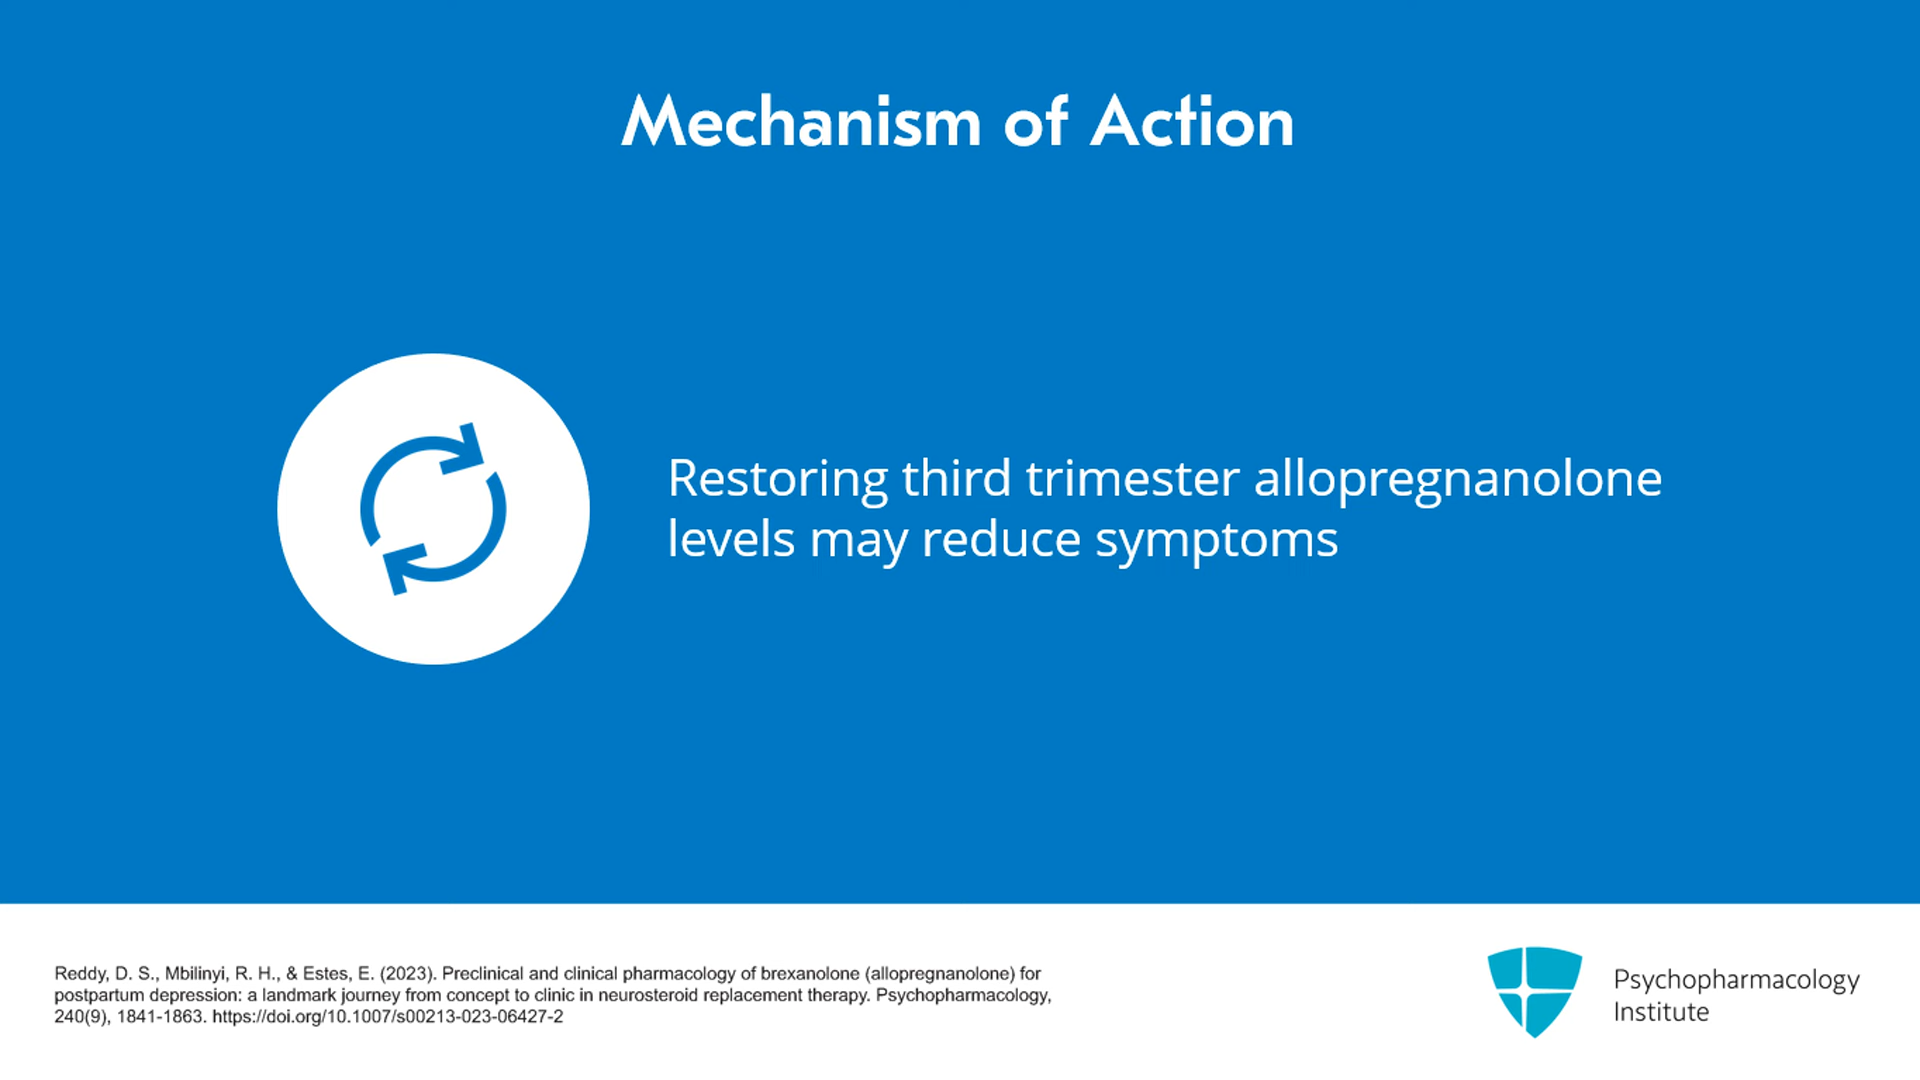 Mechanism of Action
Restoring third trimester allopregnanolone
levels may reduce symptoms
Reddy, D. S., Mbilinyi, R. H., & Estes, E. (2023). Preclinical and clinical pharmacology of brexanolone (allopregnanolone) for
postpartum depression: a landmark journey from concept to clinic in neurosteroid replacement therapy. Psychopharmacology,
240(9), 1841-1863. https://doi.org/10.1007/s00213-023-06427-2
Psychopharmacology
Institute